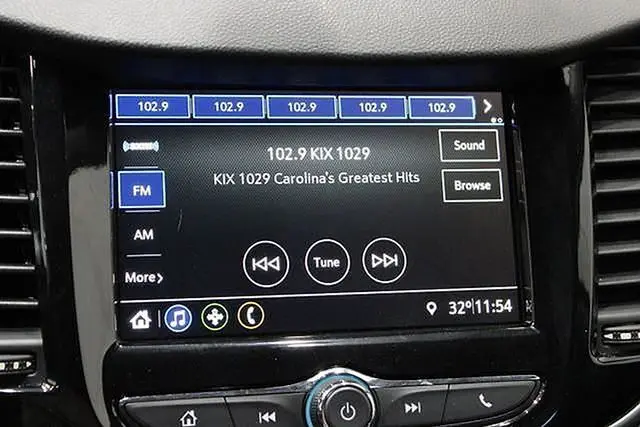 102.9 102.9 102.9 102.9 102.9
102.9 KIX 1029
KIX 1029 Carolina's Greatest Hits
Sound
Browse
FM
AM
More
Tune
32° 11:54